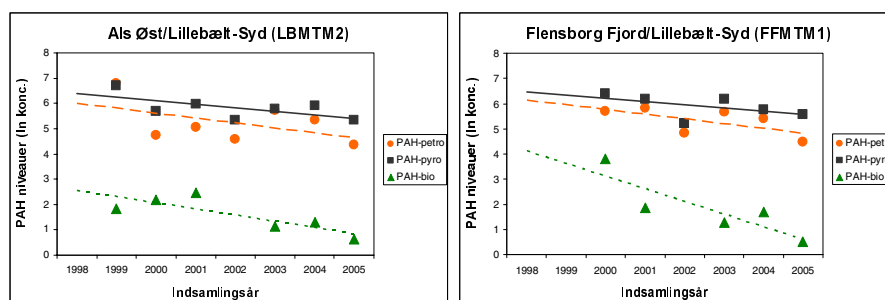 Als Øst/Lillebælt-Syd (LBMTM2)
PAH niveauer (ln konc.)
7
6
5
4
3
2
1
0
1998 1999 2000 2001 2002 2003 2004 2005
Indsamlingsår
PAH-petro
PAH-pyro
PAH-bio
Flensborg Fjord/Lillebælt-Syd (FFMTM1)
PAH niveauer (ln konc.)
8
7
6
5
4
3
2
1
0
1998 1999 2000 2001 2002 2003 2004 2005
Indsamlingsår
PAH-pet
PAH-pyr
PAH-bio